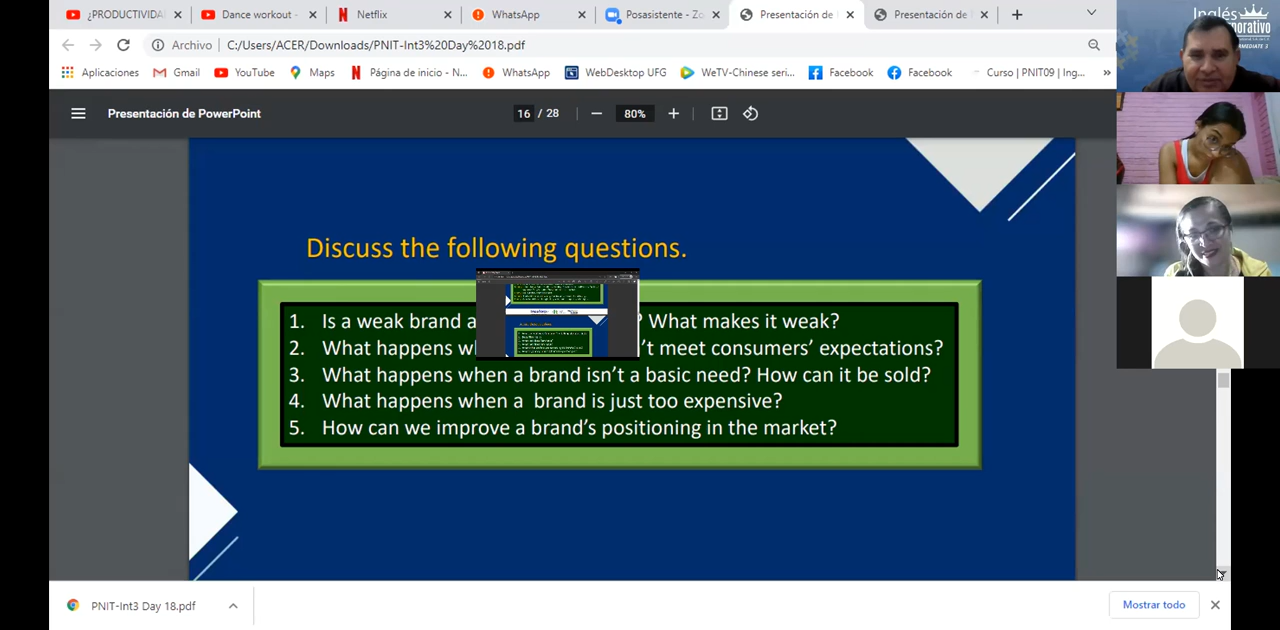 ¿PRODUCTIVIDA
Dance workout -
Netflix
WhatsApp
Posasistente - Zo
Presentación de
Presentación de
Archivo
C:/Users/ACER/Downloads/PNIT-Int3%20Day%2018.pdf
Aplicaciones
Gmail
YouTube
Maps
Página de inicio - N...
WhatsApp
WebDesktop UFG
WeTV-Chinese seri...
Facebook
Facebook
Curso | PNIT09 | Ing...
»
Presentación de PowerPoint
16 / 28
80%
Inglés
Discuss the following questions.
1. Is a weak brand a ? What makes it weak?
2. What happens w 't meet consumers' expectations?
3. What happens when a brand isn't a basic need? How can it be sold?
4. What happens when a brand is just too expensive?
5. How can we improve a brand's positioning in the market?
PNIT-Int3 Day 18.pdf
Mostrar todo